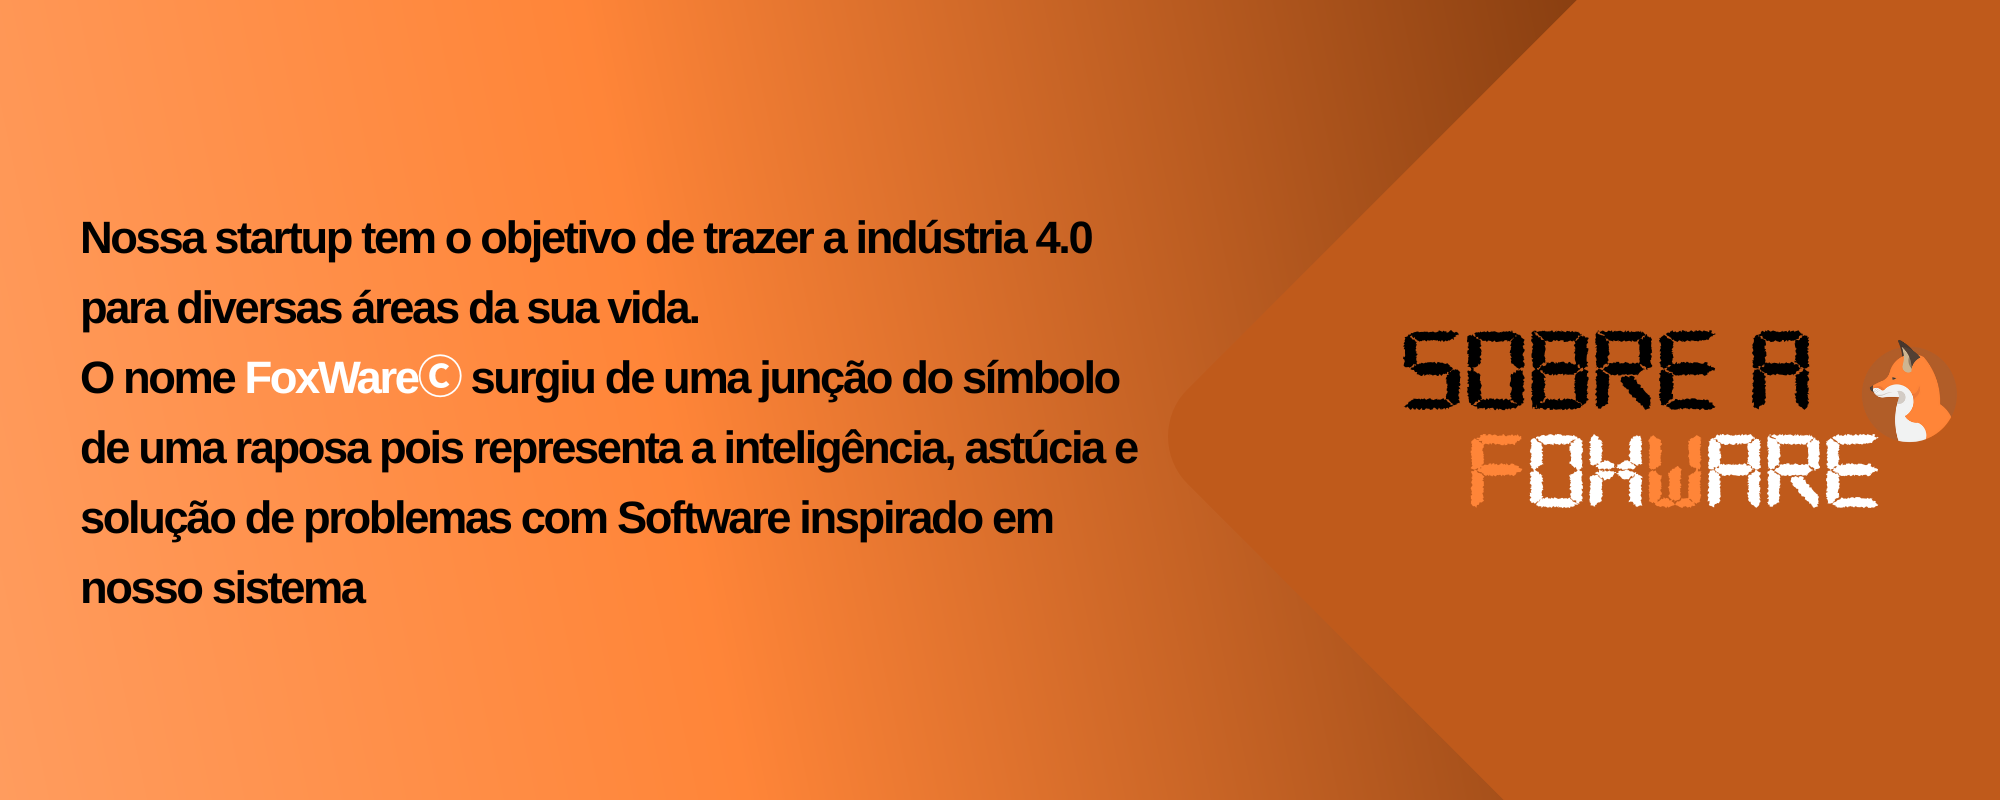 Nossa startup tem o objetivo de trazer a indústria 4.0
para diversas áreas da sua vida.
O nome FoxWare© surgiu de uma junção do símbolo
de uma raposa pois representa a inteligência, astúcia e
solução de problemas com Software inspirado em
nosso sistema
SOBRE A
FOXWARE